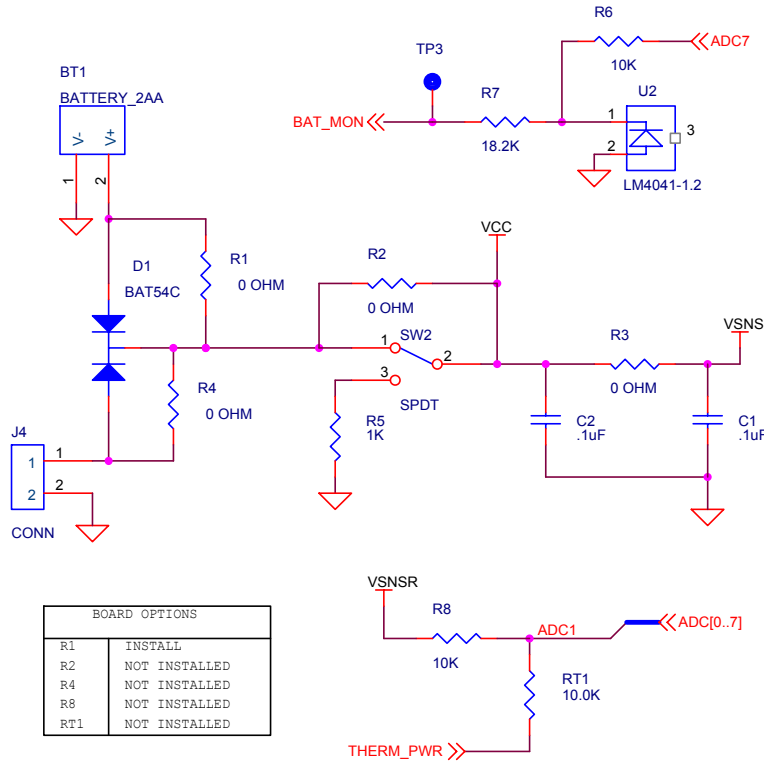 R6
ADC7
10K
TP3
BT1
BATTERY_2AA
V-
V+
1
2
R7
BAT_MON
18.2K
U2
1
2
3
LM4041-1.2
D1
BAT54C
R1
0 OHM
R2
0 OHM
VCC
SW2
1
2
3
SPDT
R3
0 OHM
VSNS
R4
0 OHM
R5
1K
C2
.1uF
C1
.1uF
J4
1
1
2
2
CONN
BOARD OPTIONS
R1 INSTALL
R2 NOT INSTALLED
R4 NOT INSTALLED
R8 NOT INSTALLED
RT1 NOT INSTALLED
VSNSR
R8
10K
ADC1
ADC[0..7]
RT1
10.0K
THERM_PWR